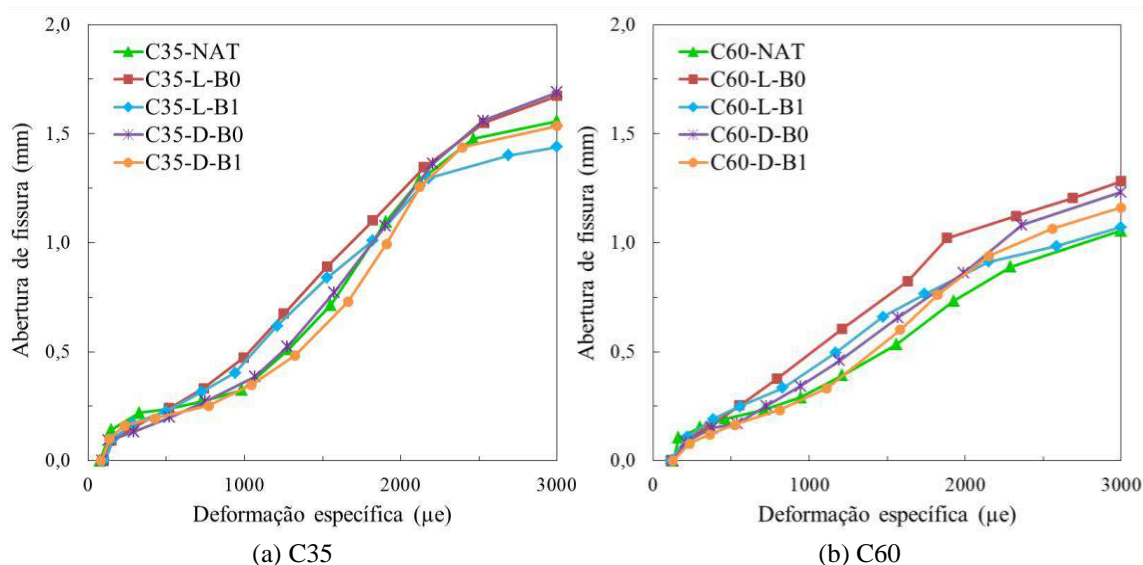 2,0
1,5
1,0
0,5
0,0
Abertura de fissura (mm)
C35-NAT
C35-L-B0
C35-L-B1
C35-D-B0
C35-D-B1
0
1000
2000
3000
Deformação específica (µe)
(a) C35
2,0
1,5
1,0
0,5
0,0
Abertura de fissura (mm)
C60-NAT
C60-L-B0
C60-L-B1
C60-D-B0
C60-D-B1
0
1000
2000
3000
Deformação específica (µe)
(b) C60